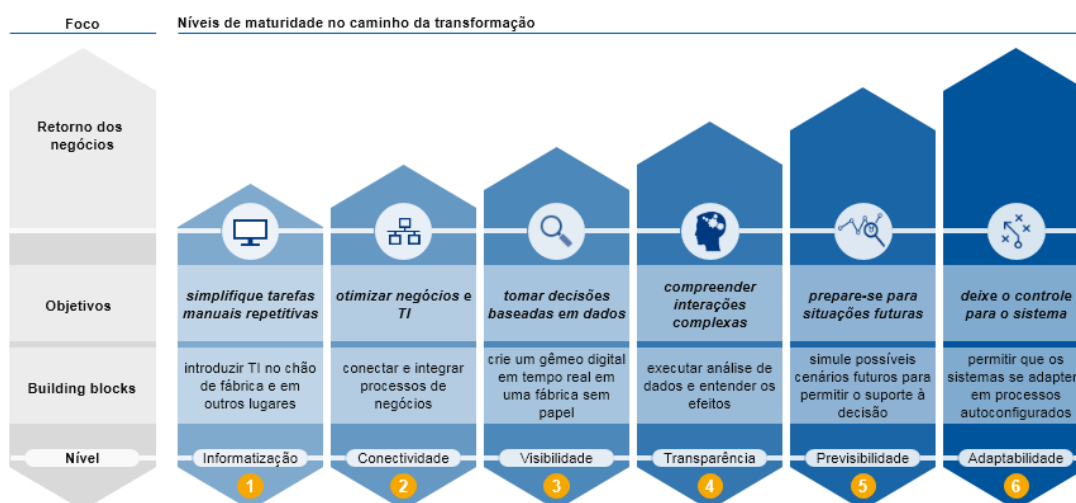 Foco
Níveis de maturidade no caminho da transformação
Retorno dos
negócios
Objetivos
simplifique tarefas
manuais repetitivas
otimizar negócios e
TI
tomar decisões
baseadas em dados
compreender
interações
complexas
prepare-se para
situações futuras
deixe o controle
para o sistema
Building blocks
introduzir TI no chão
de fábrica e em
outros lugares
conectar e integrar
processos de
negócios
crie um gêmeo digital
em tempo real em
uma fábrica sem
papel
executar análise de
dados e entender os
efeitos
simule possíveis
cenários futuros para
permitir o suporte à
decisão
permitir que os
sistemas se adaptem
em processos
autoconfigurados
Nível
Informatização
Conectividade
Visibilidade
Transparência
Previsibilidade
Adaptabilidade
1
2
3
4
5
6